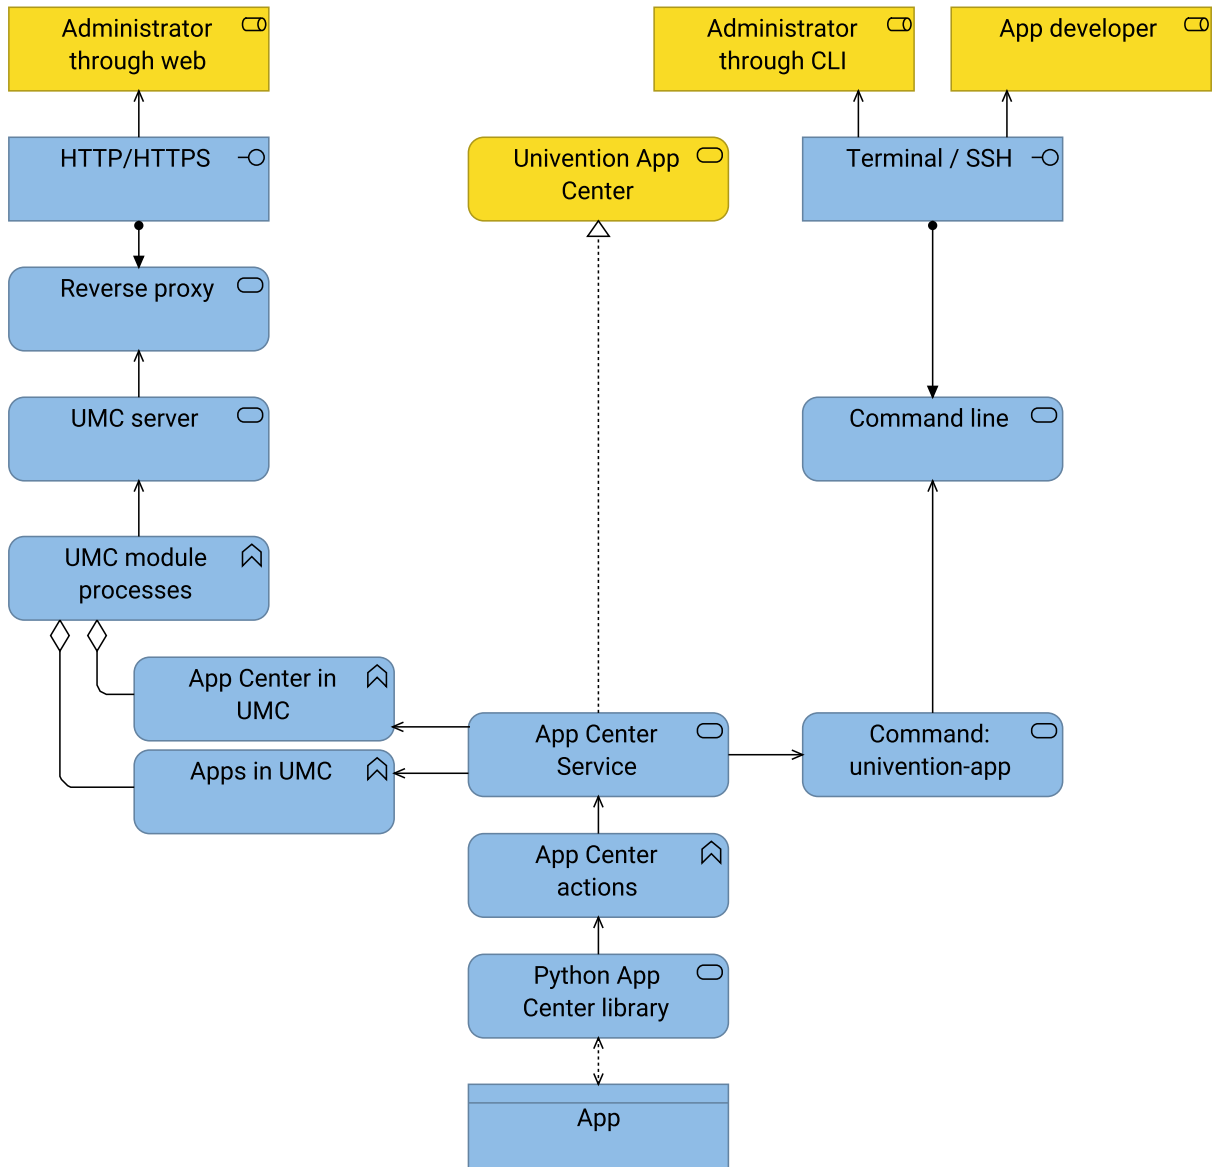 Administrator
through web
Administrator
through CLI
App developer
HTTP/HTTPS
Univention App
Center
Terminal / SSH
Reverse proxy
UMC server
Command line
UMC module
processes
App Center in
UMC
App Center
Service
Command:
univention-app
Apps in UMC
App Center
actions
Python App
Center library
App